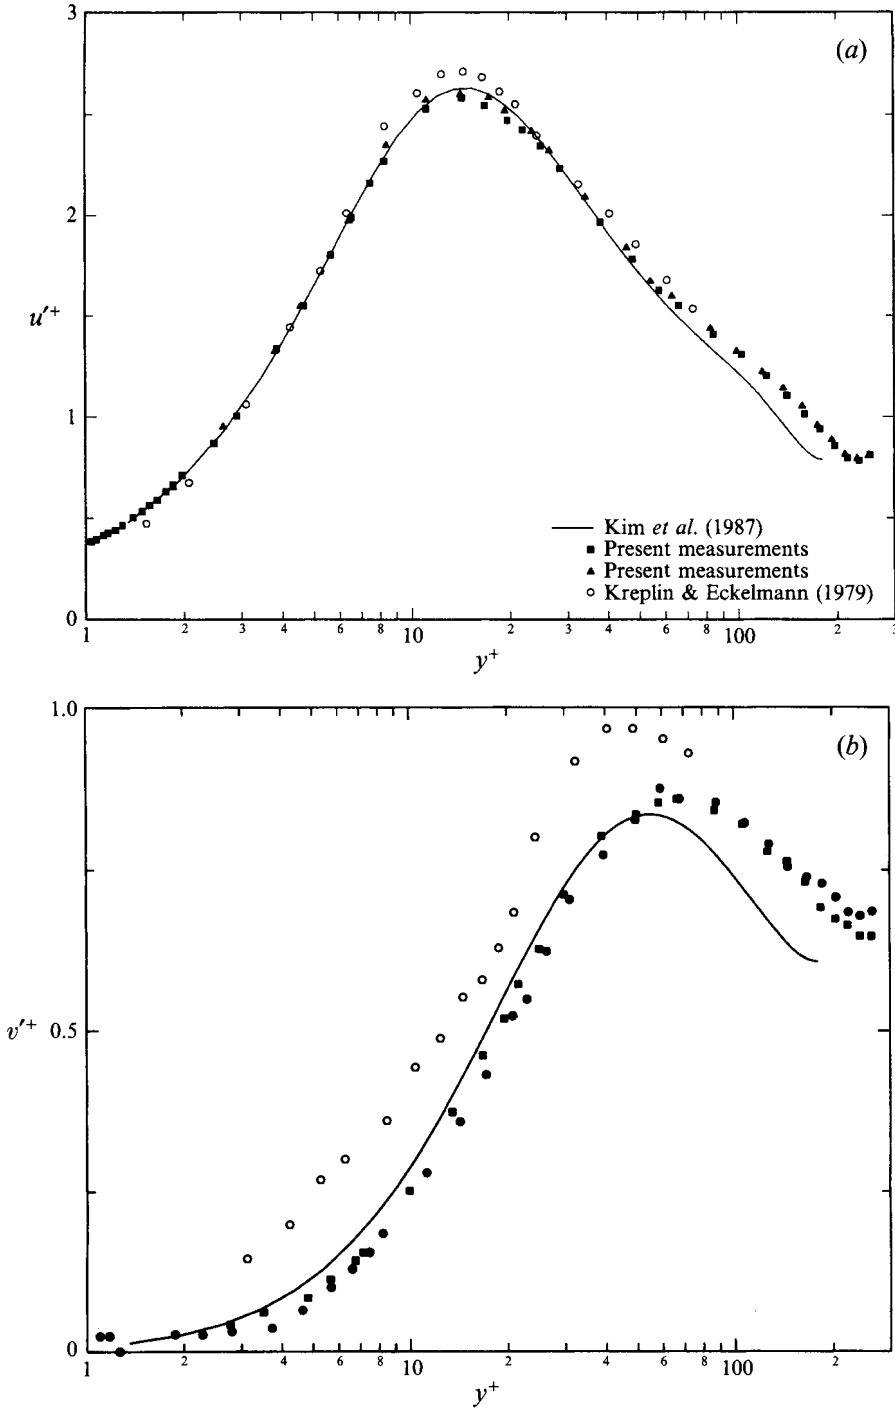 3
(a)
2
u′+
1
Kim et al. (1987)
Present measurements
Present measurements
Kreplin & Eckelmann (1979)
0
1 2 4 6 8 10 2 3 4 6 8 100 2 3
y+
1.0
(b)
v′+ 0.5
0
1 2 4 6 8 10 2 4 6 8 100 2
y+